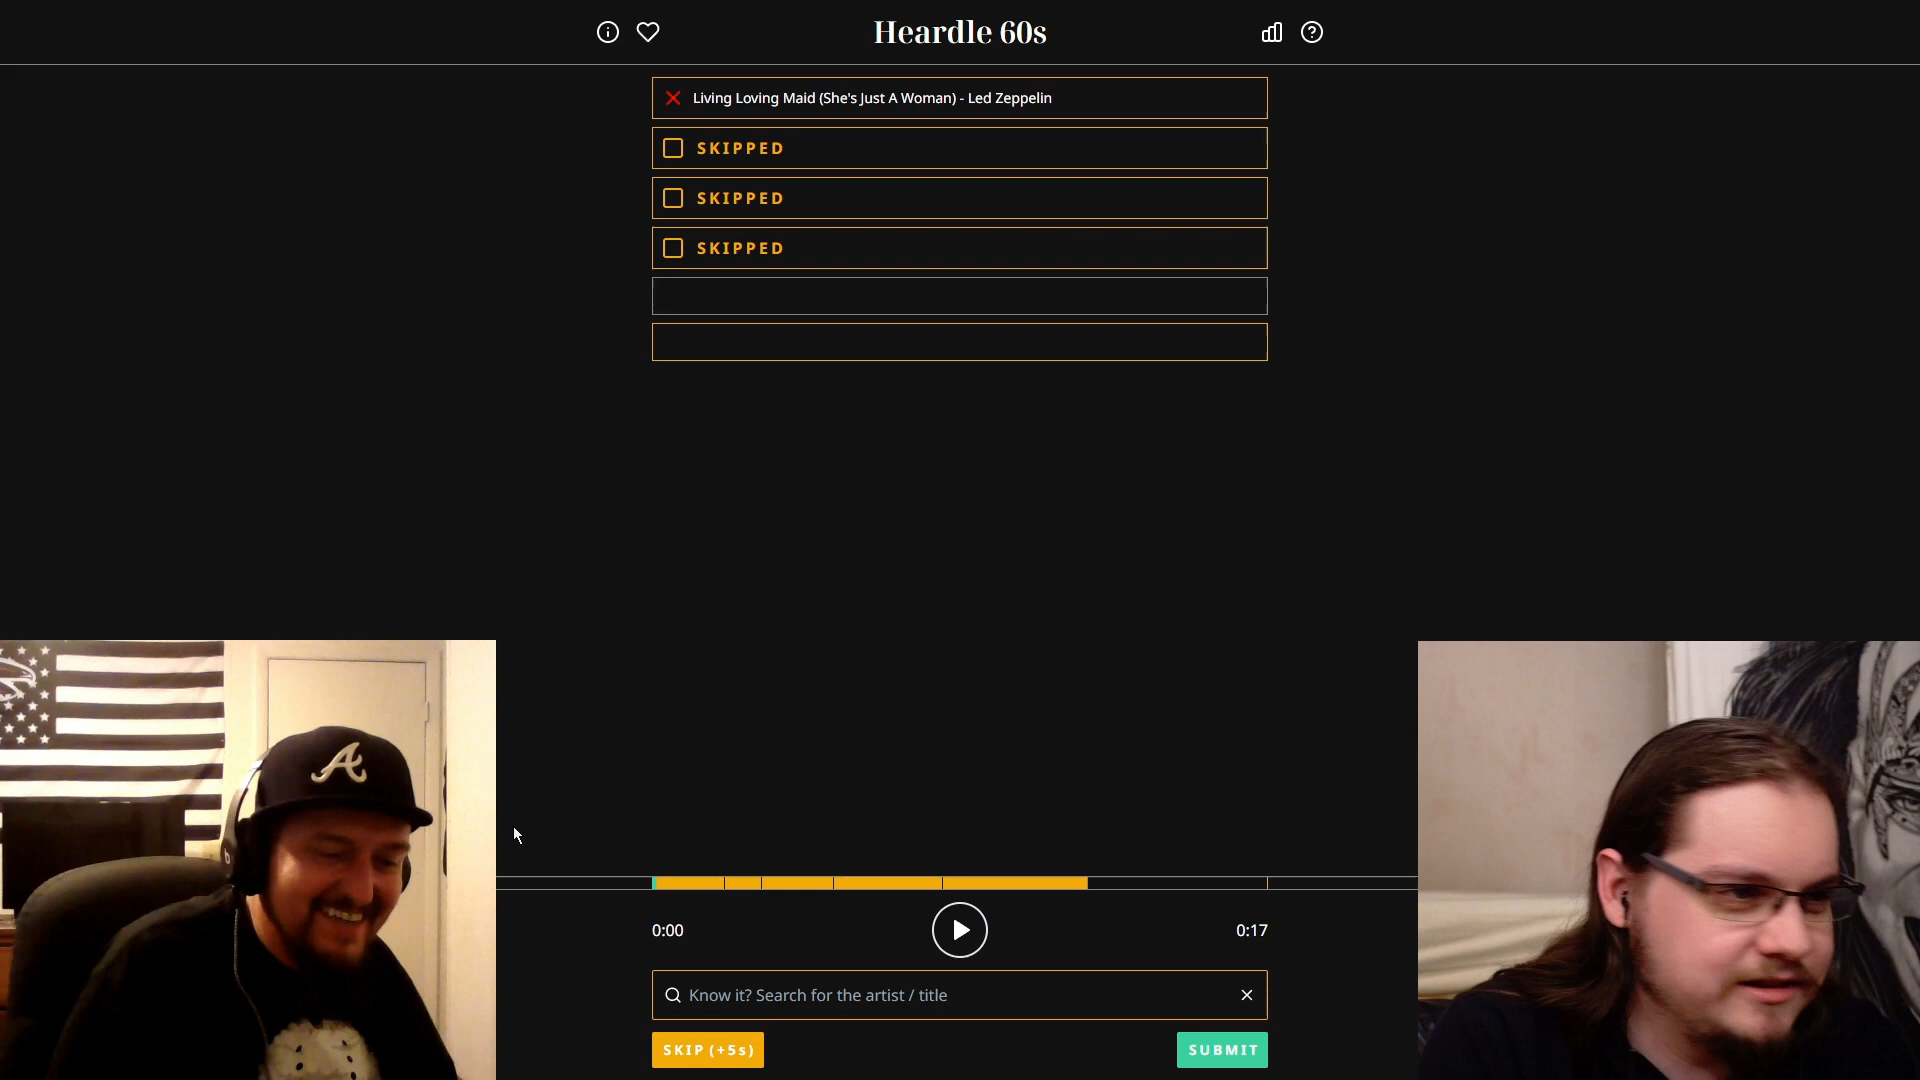 Heardle 60s
Living Loving Maid (She's Just A Woman) - Led Zeppelin
SKIPPED
SKIPPED
SKIPPED
0:00
0:17
Know it? Search for the artist / title
SKIP (+5s)
SUBMIT
A
b